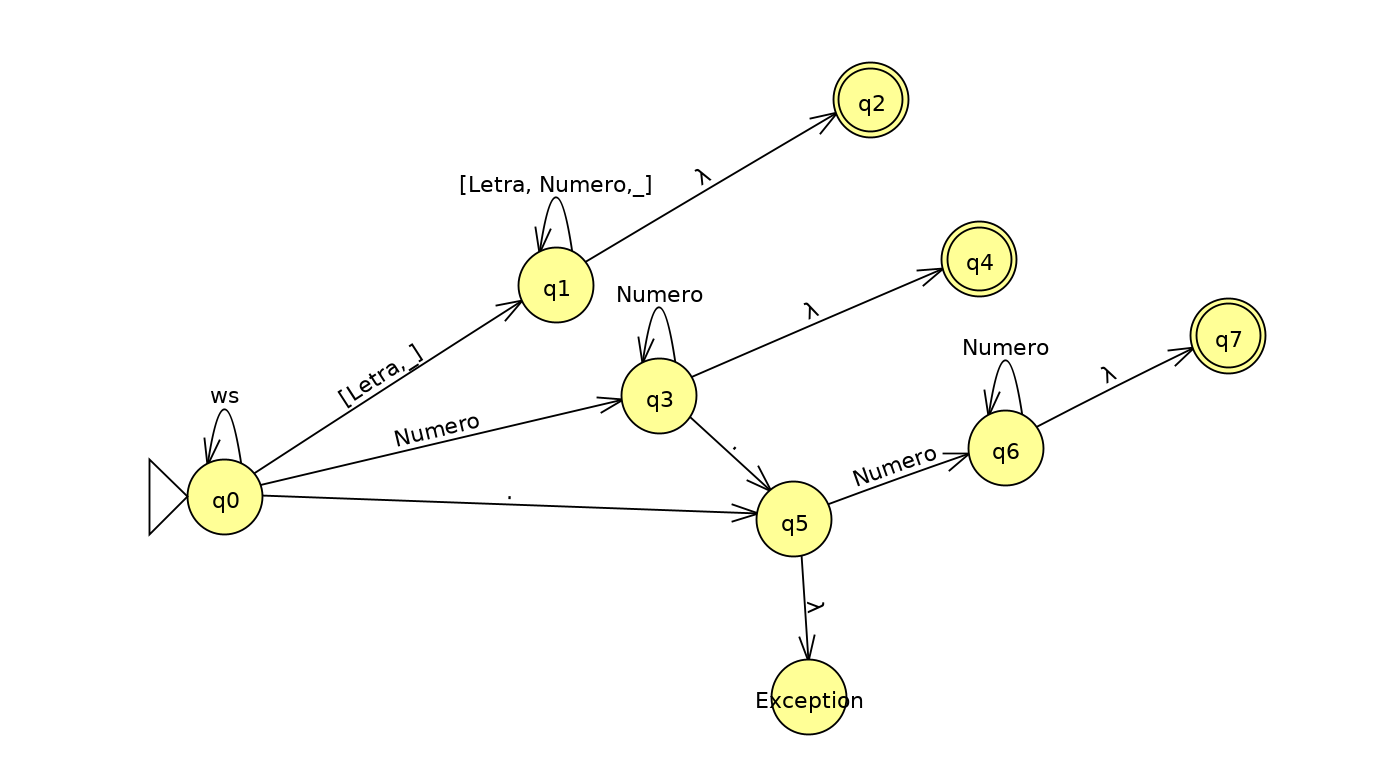 q2
[Letra, Numero,_]
λ
q4
q1
Numero
λ
q7
Numero
[Letra,_]
λ
ws
q3
Numero
.
q6
Numero
q0
.
q5
λ
Exception